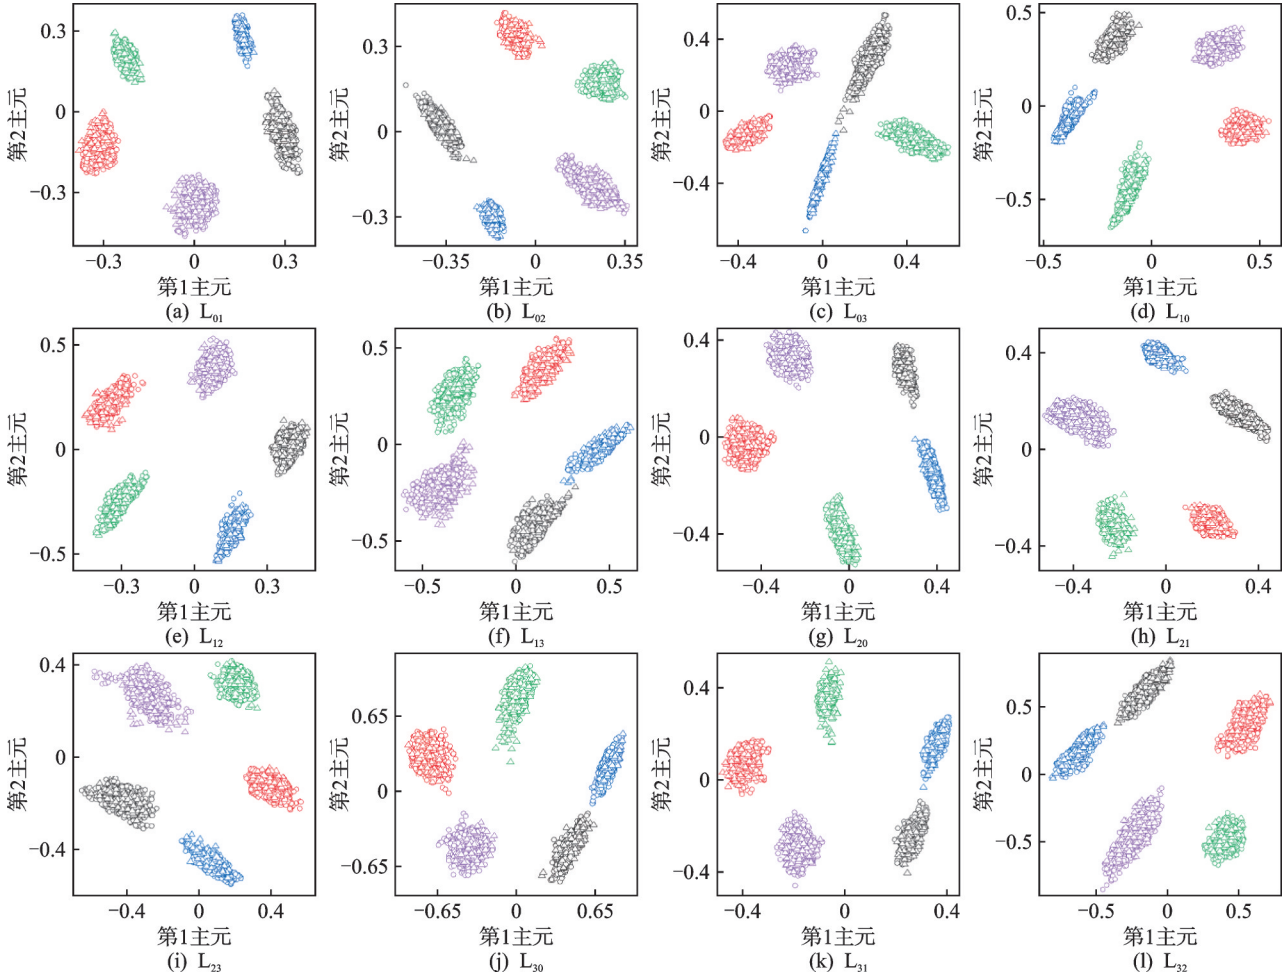 0.3
0
−0.3
第2主元
−0.3
0
0.3
第1主元
(a) L01
0.3
0
−0.3
第2主元
−0.35
0
0.35
第1主元
(b) L02
0.4
0
−0.4
第2主元
−0.4
0
0.4
第1主元
(c) L03
0.5
0
−0.5
第2主元
−0.5
0
0.5
第1主元
(d) L10
0.5
0
−0.5
第2主元
−0.3
0
0.3
第1主元
(e) L12
0.5
0
−0.5
第2主元
−0.5
0
0.5
第1主元
(f) L13
0.4
0
−0.4
第2主元
−0.4
0
0.4
第1主元
(g) L20
0.4
0
−0.4
第2主元
−0.4
0
0.4
第1主元
(h) L21
0.4
0
−0.4
第2主元
−0.4
0
0.4
第1主元
(i) L23
0.65
0
−0.65
第2主元
−0.65
0
0.65
第1主元
(j) L30
0.4
0
−0.4
第2主元
−0.4
0
0.4
第1主元
(k) L31
0.5
0
−0.5
第2主元
−0.5
0
0.5
第1主元
(l) L32